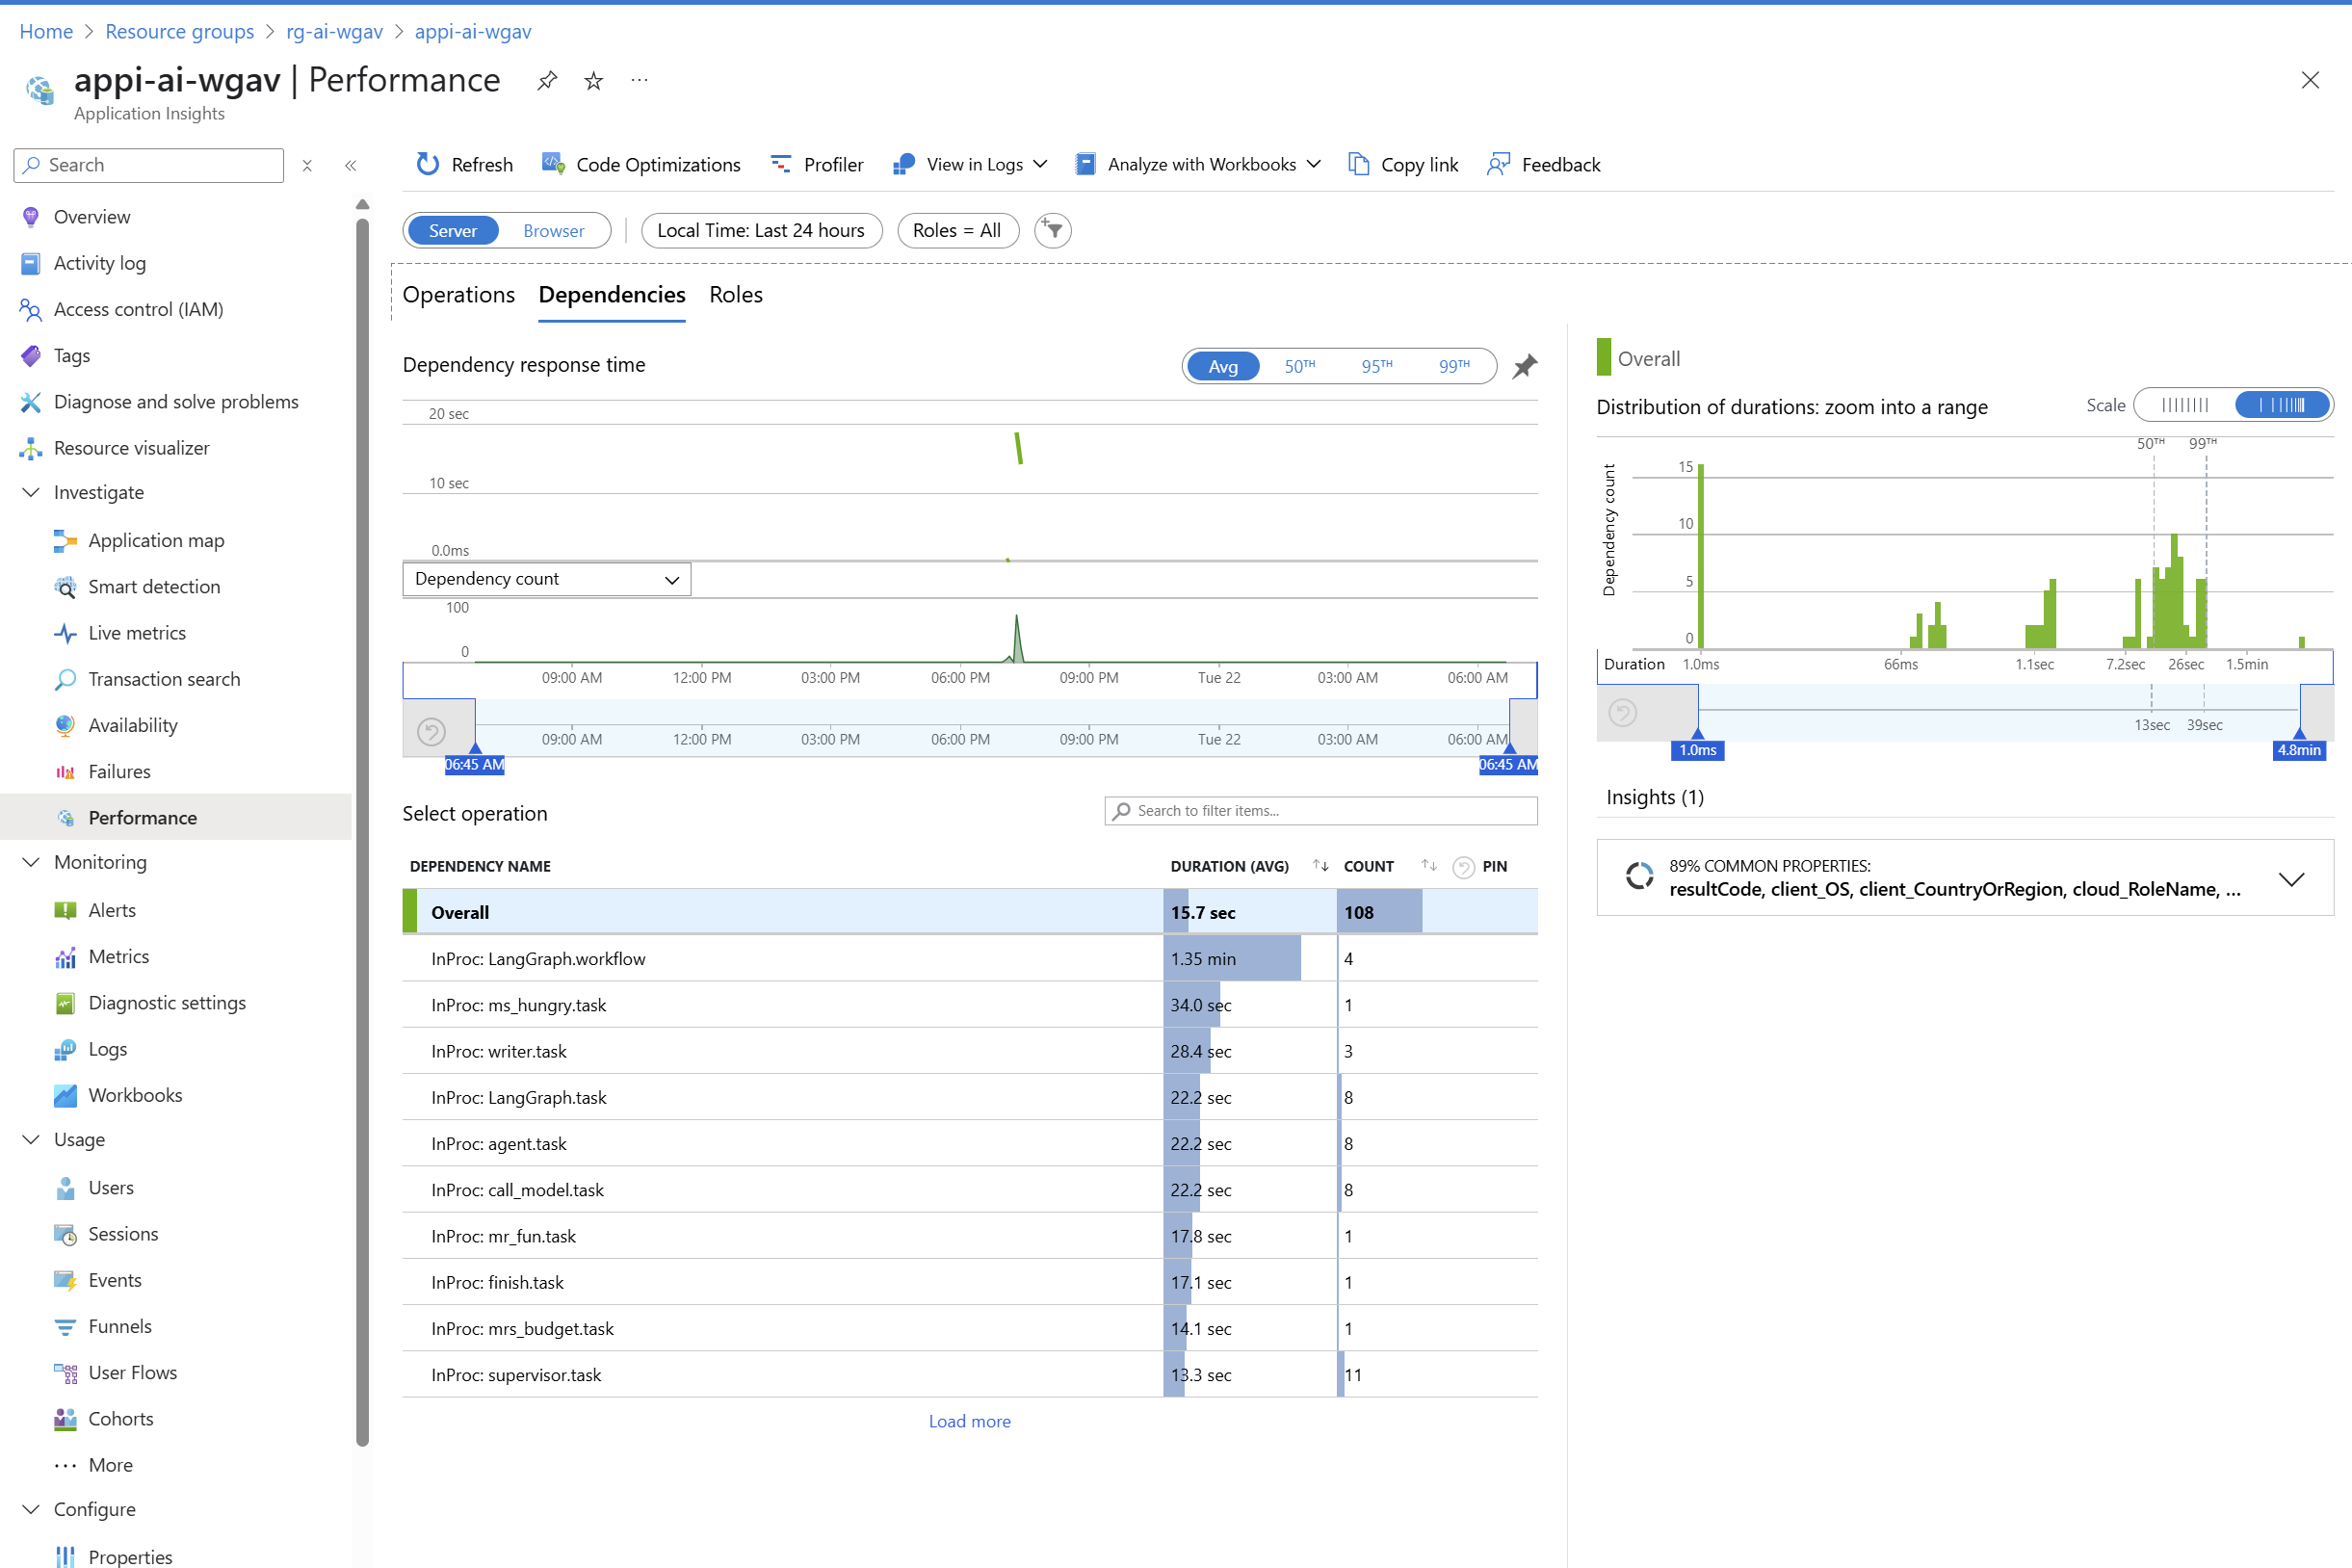 Home > Resource groups > rg-ai-wgav > appi-ai-wgav
appi-ai-wgav | Performance
Application Insights
Search
Overview
Activity log
Access control (IAM)
Tags
Diagnose and solve problems
Resource visualizer
Investigate
Application map
Smart detection
Live metrics
Transaction search
Availability
Failures
Performance
Monitoring
Alerts
Metrics
Diagnostic settings
Logs
Workbooks
Usage
Users
Sessions
Events
Funnels
User Flows
Cohorts
More
Configure
Properties
Refresh Code Optimizations Profiler View in Logs Analyze with Workbooks Copy link Feedback
Server Browser Local Time: Last 24 hours Roles = All
Operations Dependencies Roles
Dependency response time Avg 50TH 95TH 99TH
20 sec
10 sec
0.0ms
Dependency count
100
0
09:00 AM 12:00 PM 03:00 PM 06:00 PM 09:00 PM Tue 22 03:00 AM 06:00 AM
09:00 AM 12:00 PM 03:00 PM 06:00 PM 09:00 PM Tue 22 03:00 AM 06:00 AM
06:45 AM 06:45 AM
Select operation Search to filter items...
DEPENDENCY NAME DURATION (AVG) COUNT PIN
Overall 15.7 sec 108
InProc: LangGraph.workflow 1.35 min 4
InProc: ms_hungry.task 34.0 sec 1
InProc: writer.task 28.4 sec 3
InProc: LangGraph.task 22.2 sec 8
InProc: agent.task 22.2 sec 8
InProc: call_model.task 22.2 sec 8
InProc: mr_fun.task 17.8 sec 1
InProc: finish.task 17.1 sec 1
InProc: mrs_budget.task 14.1 sec 1
InProc: supervisor.task 13.3 sec 11
Load more
Overall
Distribution of durations: zoom into a range Scale
50TH 99TH
Dependency count
15
10
5
0
Duration 1.0ms 66ms 1.1sec 7.2sec 26sec 1.5min
13sec 39sec
1.0ms 4.8min
Insights (1)
89% COMMON PROPERTIES:
resultCode, client_OS, client_CountryOrRegion, cloud_RoleName, ...